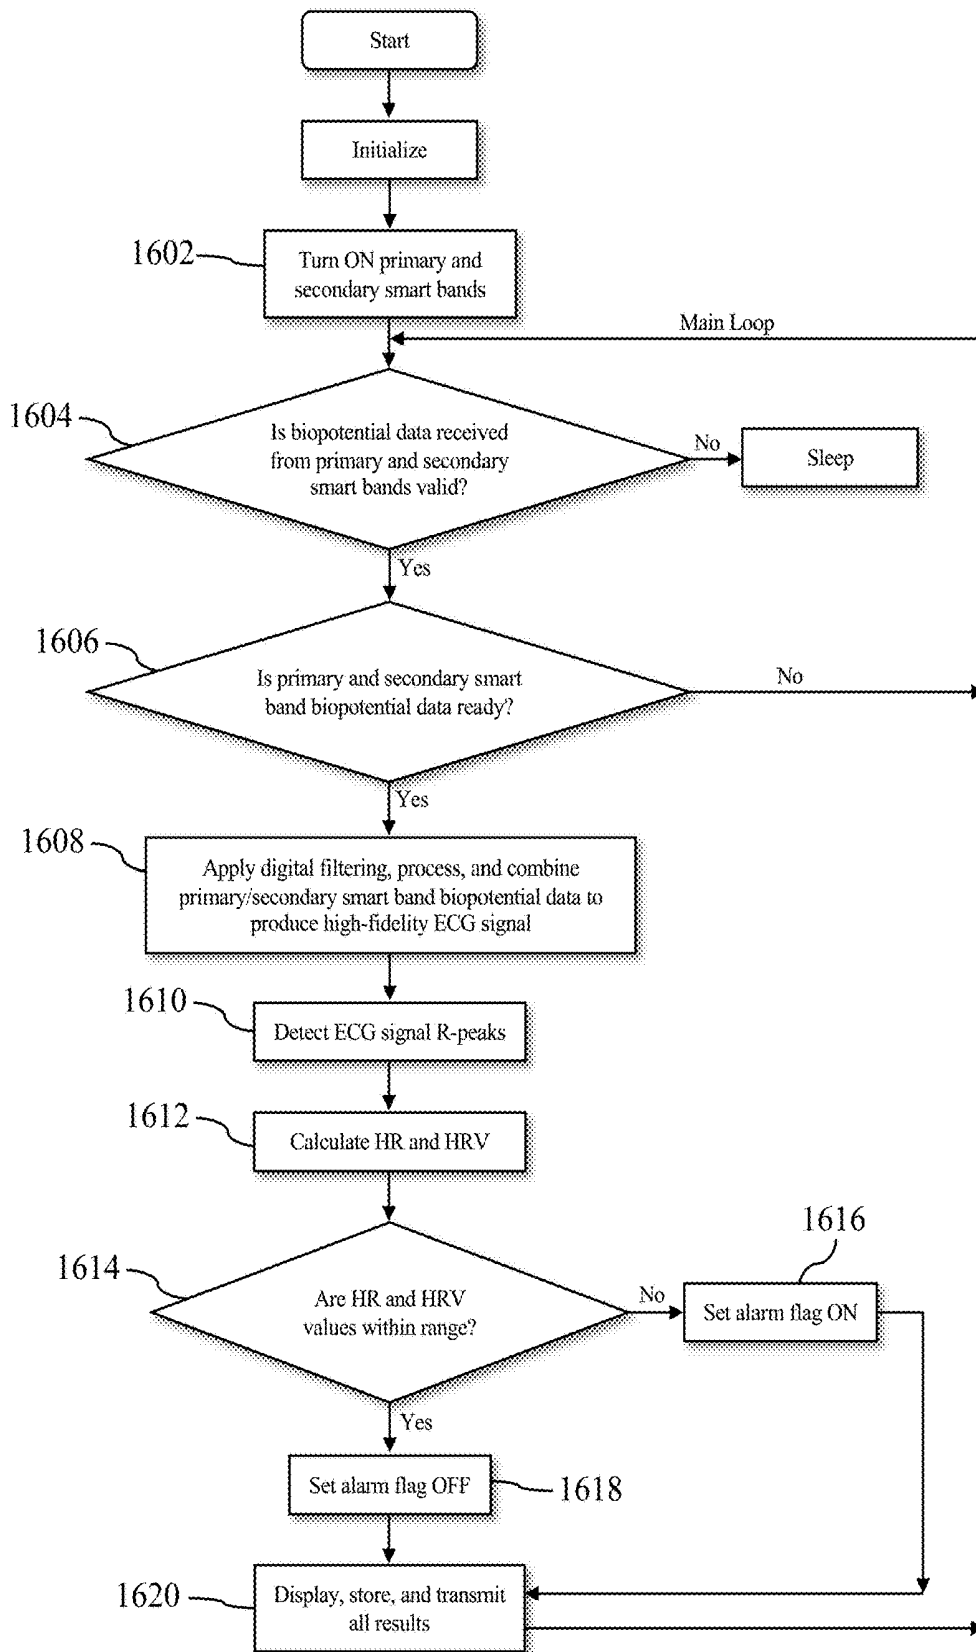 Start
Initialize
1602
Turn ON primary and
secondary smart bands
Main Loop
1604
Is biopotential data received
from primary and secondary
smart bands valid?
No
Sleep
Yes
1606
Is primary and secondary smart
band biopotential data ready?
No
Yes
1608
Apply digital filtering, process, and combine
primary/secondary smart band biopotential data to
produce high-fidelity ECG signal
1610
Detect ECG signal R-peaks
1612
Calculate HR and HRV
1614
Are HR and HRV
values within range?
No
1616
Set alarm flag ON
Yes
Set alarm flag OFF
1618
1620
Display, store, and transmit
all results